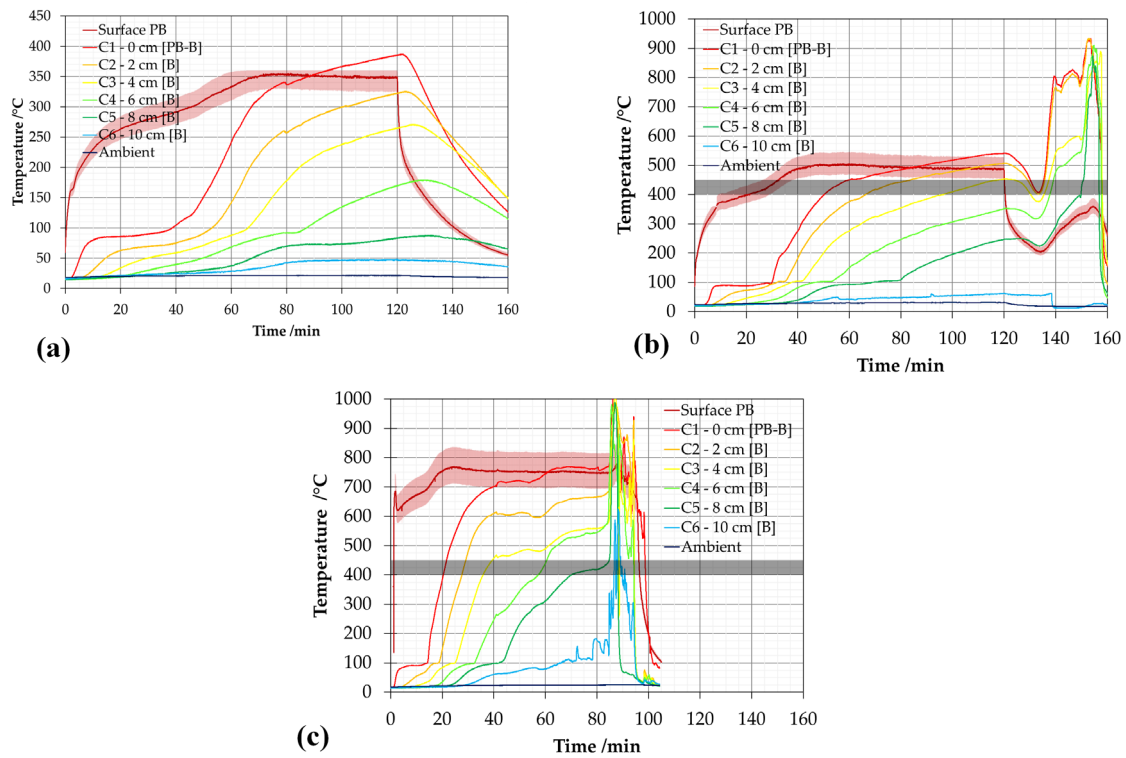 450
400
350
300
250
200
150
100
50
0
Temperature /°C
Surface PB
C1 - 0 cm [PB-B]
C2 - 2 cm [B]
C3 - 4 cm [B]
C4 - 6 cm [B]
C5 - 8 cm [B]
C6 - 10 cm [B]
Ambient
0 20 40 60 80 100 120 140 160
Time /min
(a)
1000
900
800
700
600
500
400
300
200
100
0
Temperature /°C
Surface PB
C1 - 0 cm [PB-B]
C2 - 2 cm [B]
C3 - 4 cm [B]
C4 - 6 cm [B]
C5 - 8 cm [B]
C6 - 10 cm [B]
Ambient
0 20 40 60 80 100 120 140 160
Time /min
(b)
1000
900
800
700
600
500
400
300
200
100
0
Temperature /°C
Surface PB
C1 - 0 cm [PB-B]
C2 - 2 cm [B]
C3 - 4 cm [B]
C4 - 6 cm [B]
C5 - 8 cm [B]
C6 - 10 cm [B]
Ambient
0 20 40 60 80 100 120 140 160
Time /min
(c)